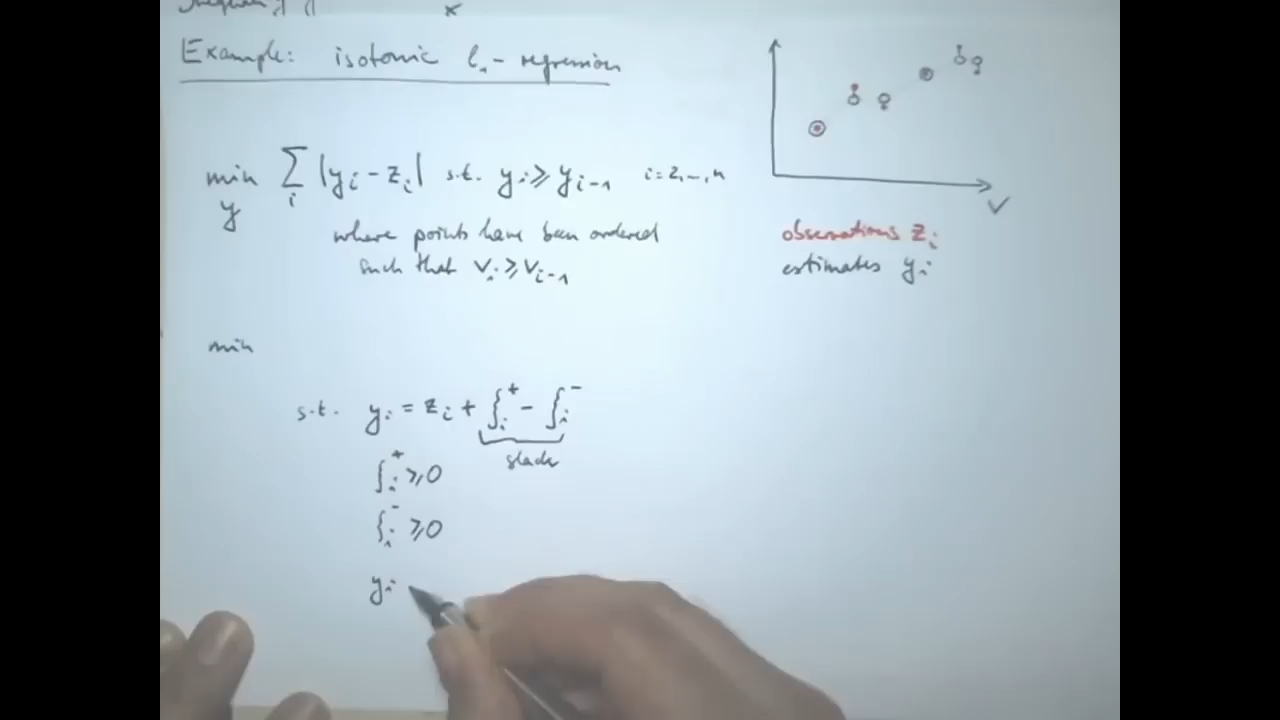 Example: isotonic l₁-regression
min Σ |yᵢ - zᵢ| s.t. yᵢ ≥ yᵢ₋₁ i=2,...,n
y i
where points have been ordered
such that vᵢ ≥ vᵢ₋₁
v
observations zᵢ
estimates yᵢ
min
s.t. yᵢ = zᵢ + ξᵢ⁺ - ξᵢ⁻
slack
ξᵢ⁺ ≥ 0
ξᵢ⁻ ≥ 0
yᵢ